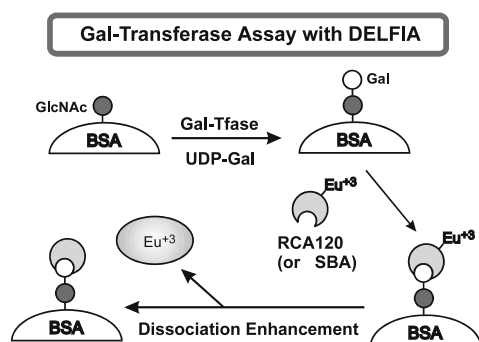 Gal-Transferase Assay with DELFIA
Gal
GlcNAc
BSA
Gal-Tfase
UDP-Gal
BSA
Eu+3
RCA120
(or SBA)
Eu+3
Eu+3
BSA
Dissociation Enhancement
BSA